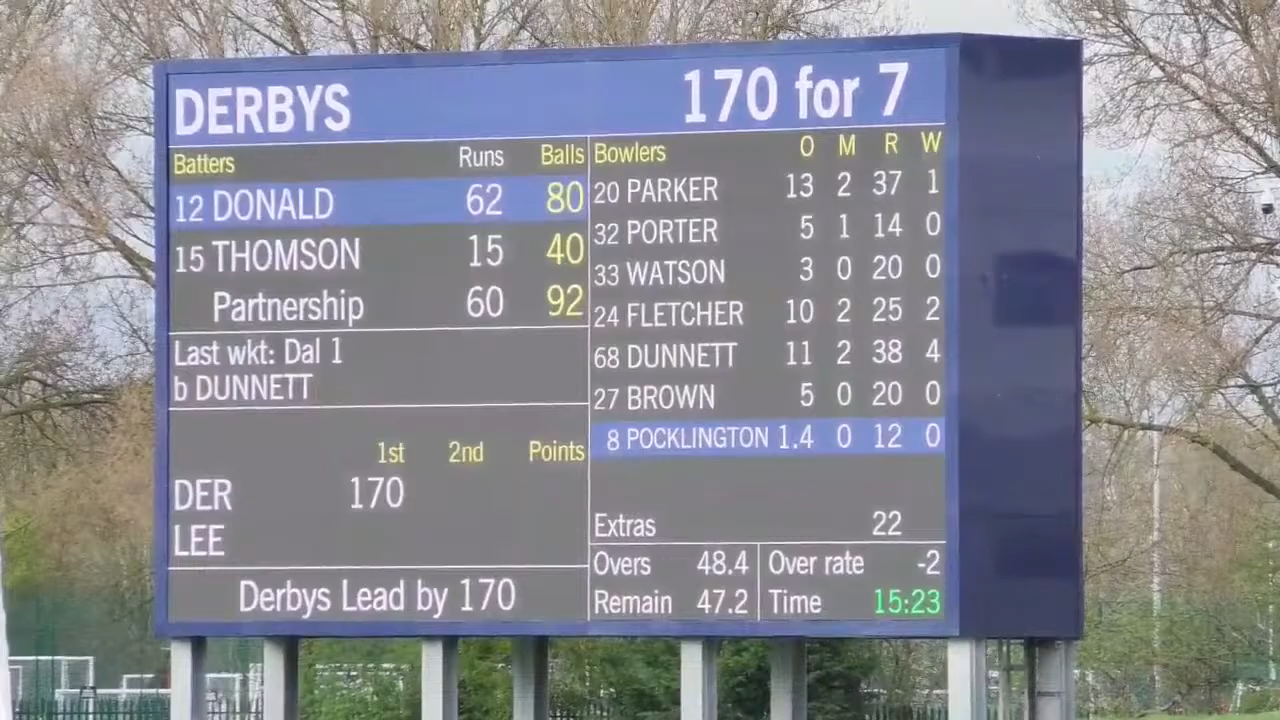 DERBYS 170 for 7
Batters Runs Balls
12 DONALD 62 80
15 THOMSON 15 40
Partnership 60 92
Last wkt: Dal 1
b DUNNETT
1st 2nd Points
DER 170
LEE
Derbys Lead by 170
Bowlers O M R W
20 PARKER 13 2 37 1
32 PORTER 5 1 14 0
33 WATSON 3 0 20 0
24 FLETCHER 10 2 25 2
68 DUNNETT 11 2 38 4
27 BROWN 5 0 20 0
8 POCKLINGTON 1.4 0 12 0
Extras 22
Overs 48.4 Over rate -2
Remain 47.2 Time 15:23